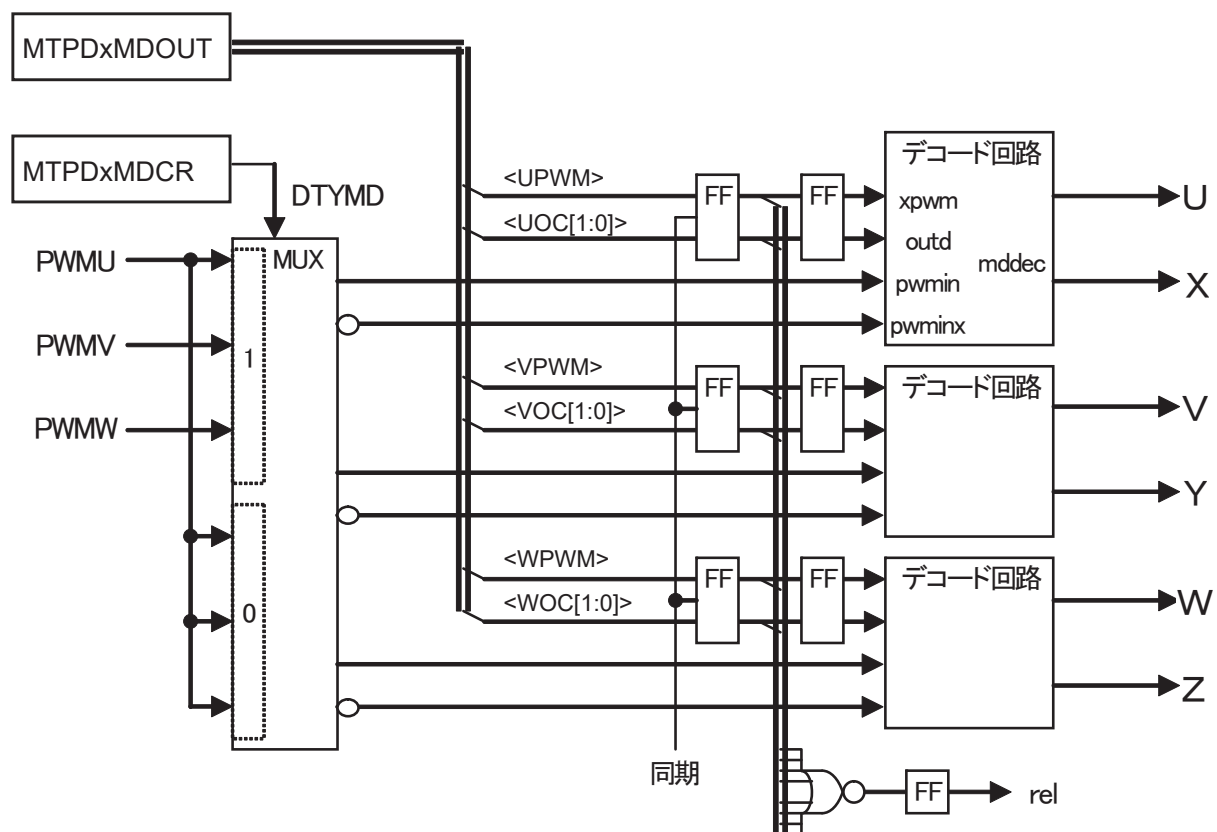 MTPDxMDOUT
MTPDxMDCR
DTYMD
PWMU
PWMV
PWMW
MUX
1
0
<UPWM>
<UOC[1:0]>
FF
FF
デコード回路
xpwm
outd
mddec
pwmin
pwminx
U
X
<VPWM>
<VOC[1:0]>
FF
FF
デコード回路
V
Y
<WPWM>
<WOC[1:0]>
FF
FF
デコード回路
W
Z
同期
FF
rel